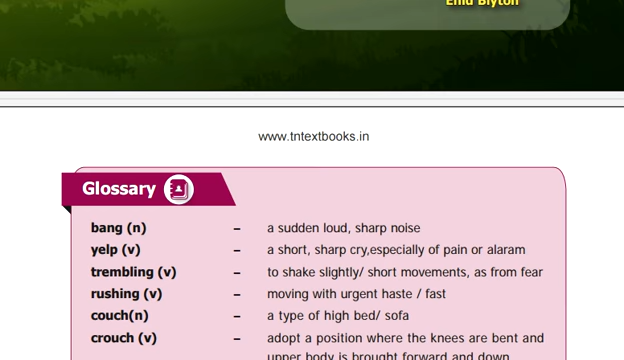 Enid Blyton
www.tntextbooks.in
Glossary
bang (n) – a sudden loud, sharp noise
yelp (v) – a short, sharp cry,especially of pain or alaram
trembling (v) – to shake slightly/ short movements, as from fear
rushing (v) – moving with urgent haste / fast
couch(n) – a type of high bed/ sofa
crouch (v) – adopt a position where the knees are bent and
upper body is brought forward and down